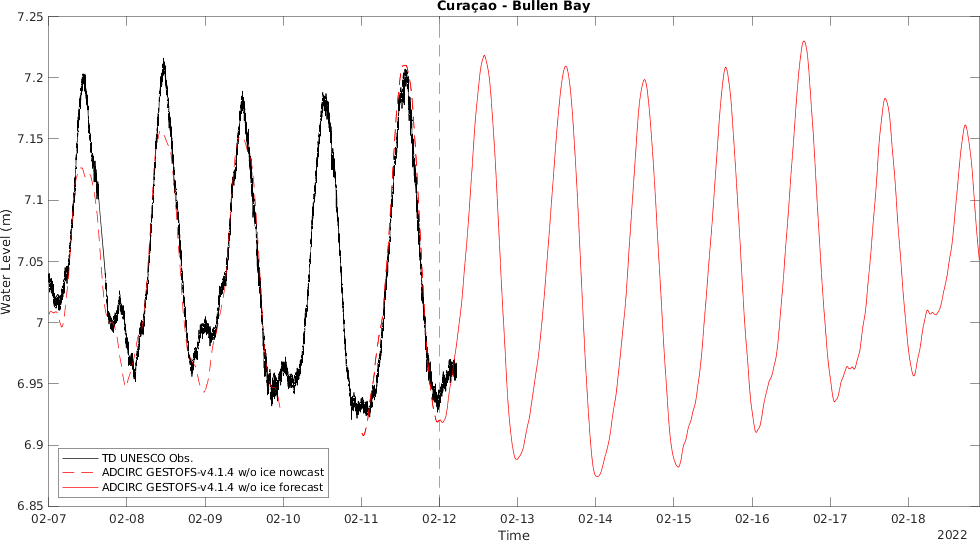 Curaçao - Bullen Bay
Water Level (m)
7.25
7.2
7.15
7.1
7.05
7
6.95
6.9
6.85
TD UNESCO Obs.
ADCIRC GESTOFS-v4.1.4 w/o ice nowcast
ADCIRC GESTOFS-v4.1.4 w/o ice forecast
02-07 02-08 02-09 02-10 02-11 02-12 02-13 02-14 02-15 02-16 02-17 02-18
Time
2022